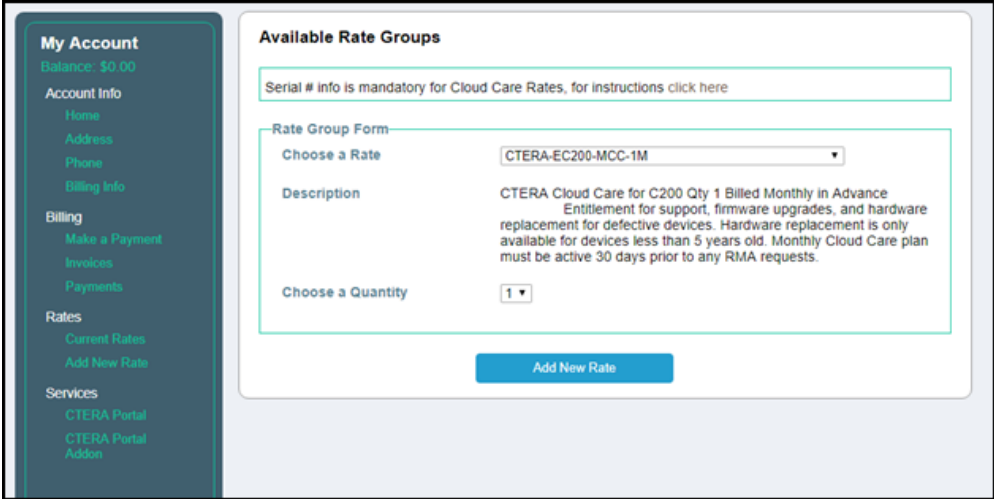 My Account
Balance: $0.00
Account Info
Home
Address
Phone
Billing Info
Billing
Make a Payment
Invoices
Payments
Rates
Current Rates
Add New Rate
Services
CTERA Portal
CTERA Portal
Addon
Available Rate Groups
Serial # info is mandatory for Cloud Care Rates, for instructions click here
Rate Group Form
Choose a Rate
CTERA-EC200-MCC-1M
Description
CTERA Cloud Care for C200 Qty 1 Billed Monthly in Advance
Entitlement for support, firmware upgrades, and hardware
replacement for defective devices. Hardware replacement is only
available for devices less than 5 years old. Monthly Cloud Care plan
must be active 30 days prior to any RMA requests.
Choose a Quantity
1
Add New Rate